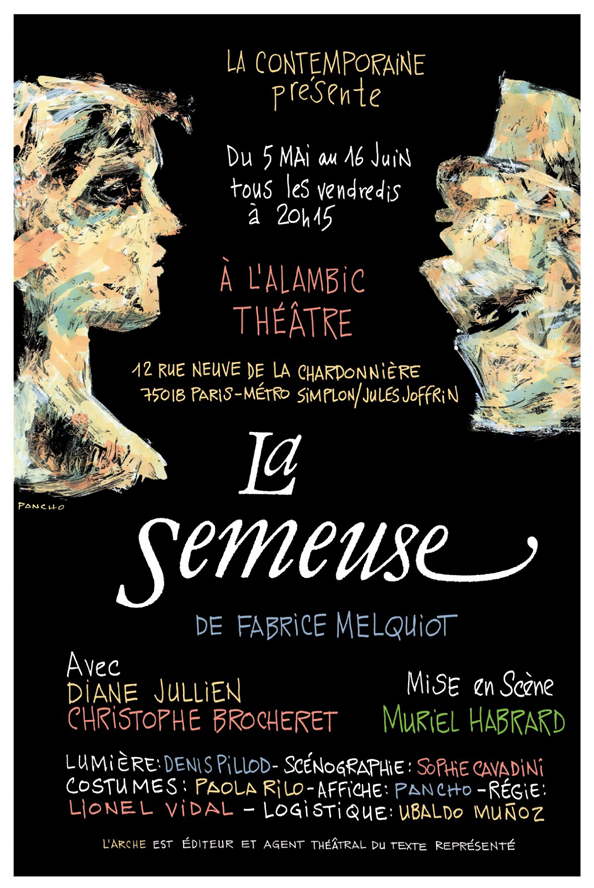 LA CONTEMPORAINE
présente
Du 5 MAi au 16 Juin
tous les vendredis
à 20h15
À L'ALAMBIC
THÉÂTRE
12 RUE NEUVE DE LA CHARDONNIÈRE
75018 PARIS-MÉTRO SIMPLON/JULES JOFFRIN
PANCHO
La
Semeuse
DE FABRICE MELQUIOT
Avec
DIANE JULLIEN
CHRISTOPHE BROCHERET
MiSE en Scène
MURIEL HABRARD
LUMIÈRE: DENIS PILLOD - SCÉNOGRAPHIE: SOPHIE CAVADINI
COSTUMES: PAOLA RILO - AFFICHE: PANCHO - RÉGIE:
LIONEL VIDAL - LOGISTIQUE: UBALDO MUÑOZ
L'ARCHE EST ÉDITEUR ET AGENT THÉÂTRAL DU TEXTE REPRÉSENTÉ